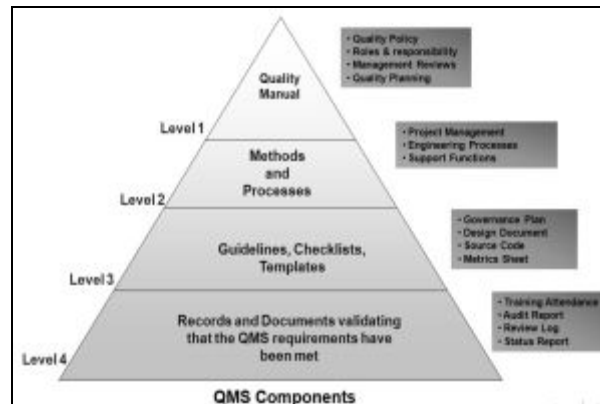 • Quality Policy
• Roles & responsibility
• Management Reviews
• Quality Planning
Quality
Manual
Level 1
• Project Management
• Engineering Processes
• Support Functions
Methods
and
Processes
Level 2
• Governance Plan
• Design Document
• Source Code
• Metrics Sheet
Guidelines, Checklists,
Templates
Level 3
• Training Attendance
• Audit Report
• Review Log
• Status Report
Records and Documents validating
that the QMS requirements have
been met
Level 4
QMS Components